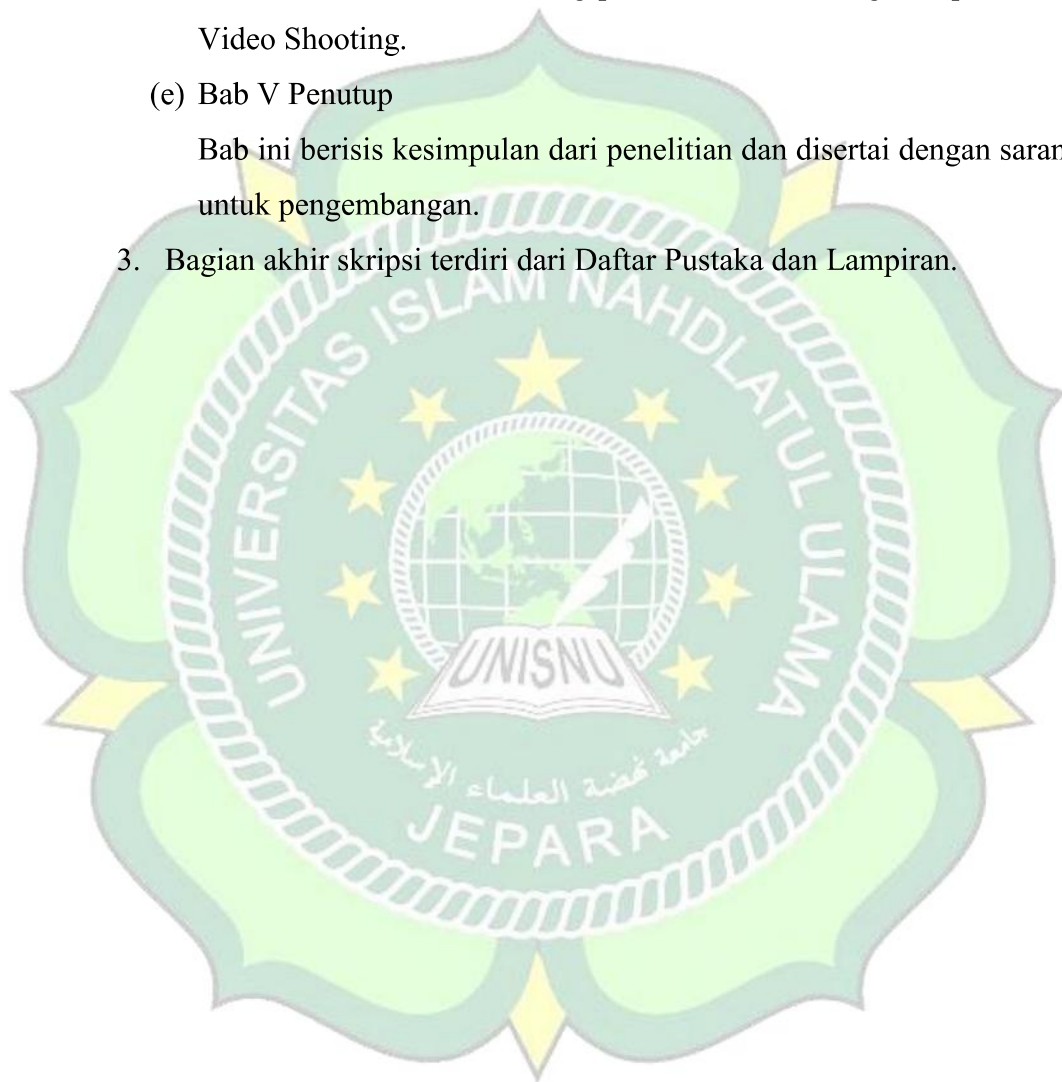 Video Shooting.
(e) Bab V Penutup
Bab ini berisis kesimpulan dari penelitian dan disertai dengan saran
untuk pengembangan.
3. Bagian akhir skripsi terdiri dari Daftar Pustaka dan Lampiran.
UNIVERSITAS ISLAM NAHDLATUL ULAMA
UNISNU
جامعة نهضة العلماء الإسلامية
JEPARA